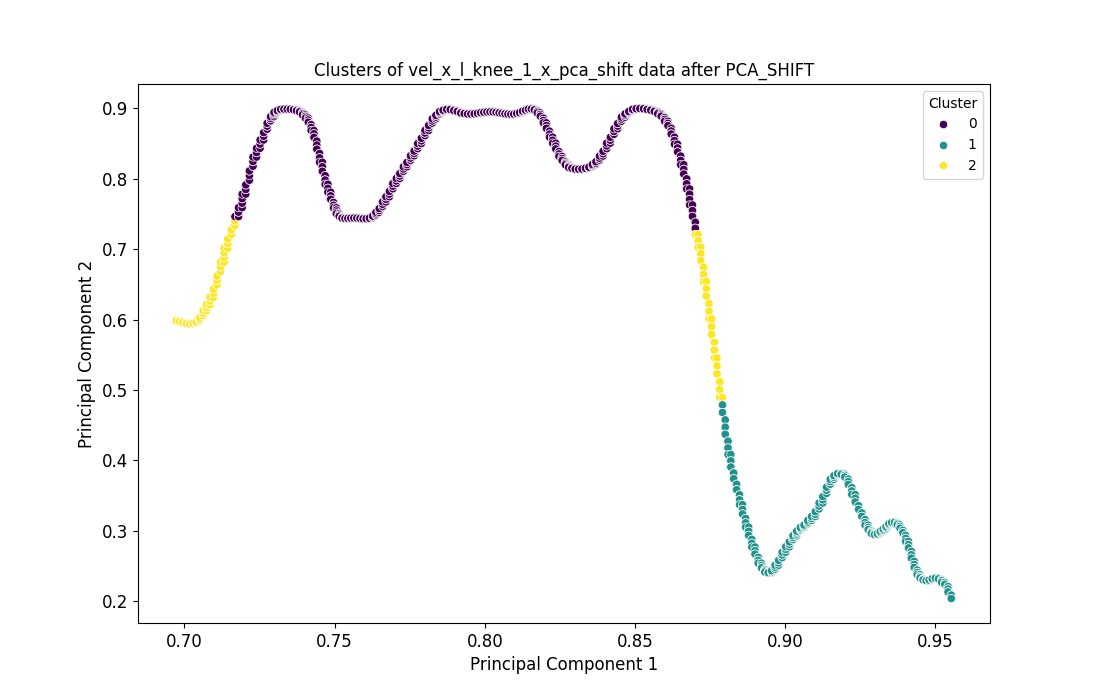 Clusters of vel_x_l_knee_1_x_pca_shift data after PCA_SHIFT
Principal Component 2
0.9
0.8
0.7
0.6
0.5
0.4
0.3
0.2
Cluster
0
1
2
0.70 0.75 0.80 0.85 0.90 0.95
Principal Component 1